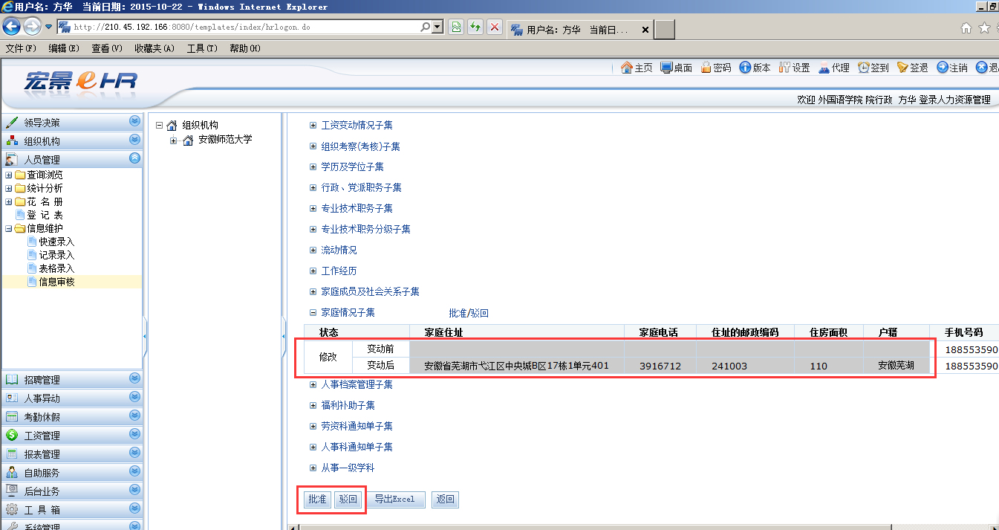 用户名: 方华 当前日期: 2015-10-22 - Windows Internet Explorer
http://210.45.192.166:8080/templates/index/hrlogon.do
用户名: 方华 当前日...
文件(F) 编辑(E) 查看(V) 收藏夹(A) 工具(T) 帮助(H)
宏景eHR
主页 桌面 密码 版本 设置 代理 签到 签退 注销
欢迎 外国语学院 院行政 方华 登录人力资源管理
领导决策
组织机构
人员管理
查询浏览
统计分析
花 名 册
登 记 表
信息维护
快速录入
记录录入
表格录入
信息审核
招聘管理
人事异动
考勤休假
工资管理
报表管理
自助服务
后台业务
工 具 箱
系统管理
组织机构
安徽师范大学
工资变动情况子集
组织考察(考核)子集
学历及学位子集
行政、党派职务子集
专业技术职务子集
专业技术职务分级子集
流动情况
工作经历
家庭成员及社会关系子集
家庭情况子集 批准/驳回
状态 家庭住址 家庭电话 住址的邮政编码 住房面积 户籍 手机号码
修改 变动前 188553590
变动后 安徽省芜湖市弋江区中央城B区17栋1单元401 3916712 241003 110 安徽芜湖 188553590
人事档案管理子集
福利补助子集
劳资科通知单子集
人事科通知单子集
从事一级学科
批准 驳回 导出Excel 返回